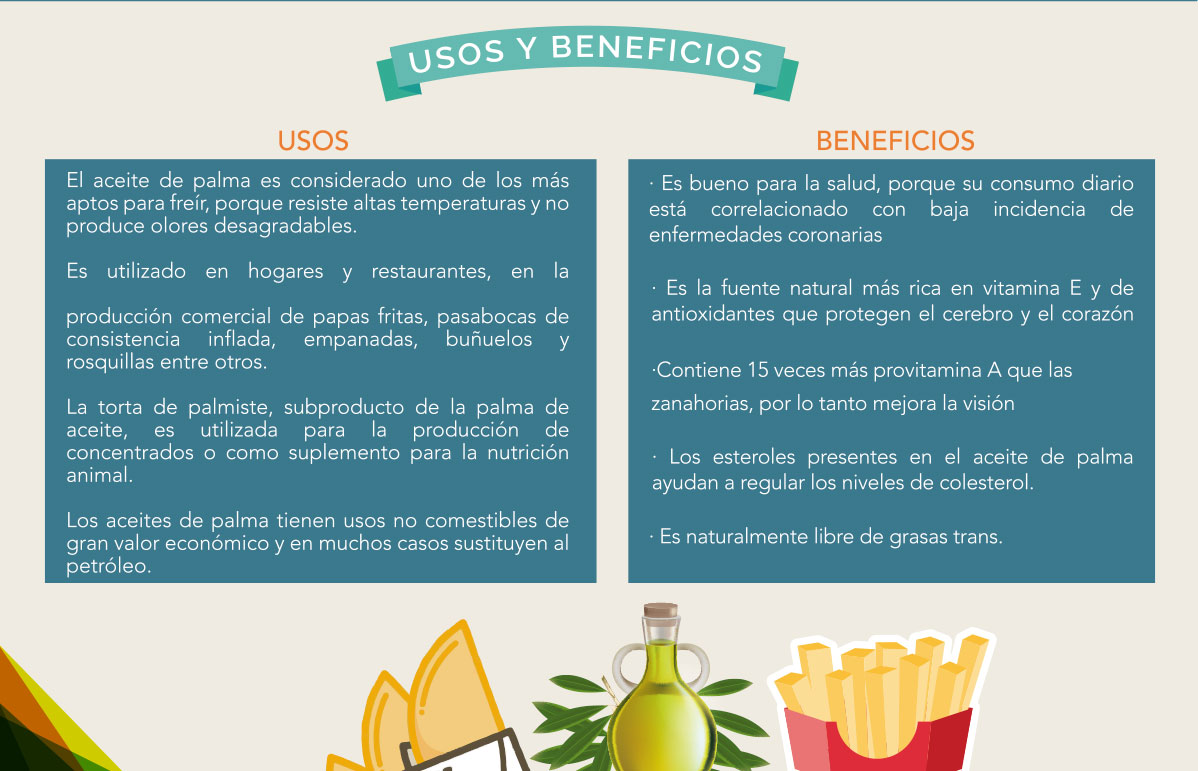 USOS Y BENEFICIOS
USOS
El aceite de palma es considerado uno de los más
aptos para freír, porque resiste altas temperaturas y no
produce olores desagradables.
Es utilizado en hogares y restaurantes, en la
producción comercial de papas fritas, pasabocas de
consistencia inflada, empanadas, buñuelos y
rosquillas entre otros.
La torta de palmiste, subproducto de la palma de
aceite, es utilizada para la producción de
concentrados o como suplemento para la nutrición
animal.
Los aceites de palma tienen usos no comestibles de
gran valor económico y en muchos casos sustituyen al
petróleo.
BENEFICIOS
· Es bueno para la salud, porque su consumo diario
está correlacionado con baja incidencia de
enfermedades coronarias
· Es la fuente natural más rica en vitamina E y de
antioxidantes que protegen el cerebro y el corazón
·Contiene 15 veces más provitamina A que las
zanahorias, por lo tanto mejora la visión
· Los esteroles presentes en el aceite de palma
ayudan a regular los niveles de colesterol.
· Es naturalmente libre de grasas trans.